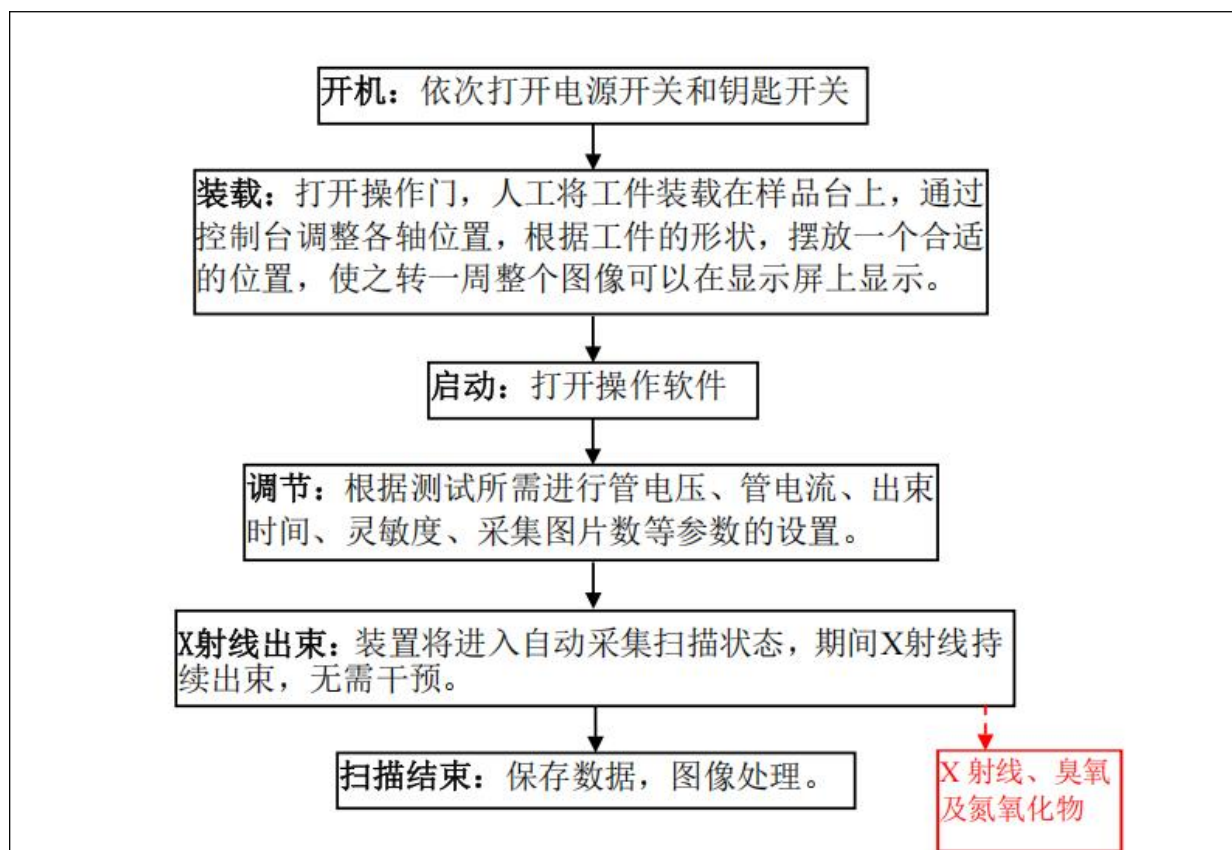 开机：依次打开电源开关和钥匙开关
装载：打开操作门，人工将工件装载在样品台上，通过
控制台调整各轴位置，根据工件的形状，摆放一个合适
的位置，使之转一周整个图像可以在显示屏上显示。
启动：打开操作软件
调节：根据测试所需进行管电压、管电流、出束
时间、灵敏度、采集图片数等参数的设置。
X射线出束：装置将进入自动采集扫描状态，期间X射线持
续出束，无需干预。
扫描结束：保存数据，图像处理。
X 射线、臭氧
及氮氧化物